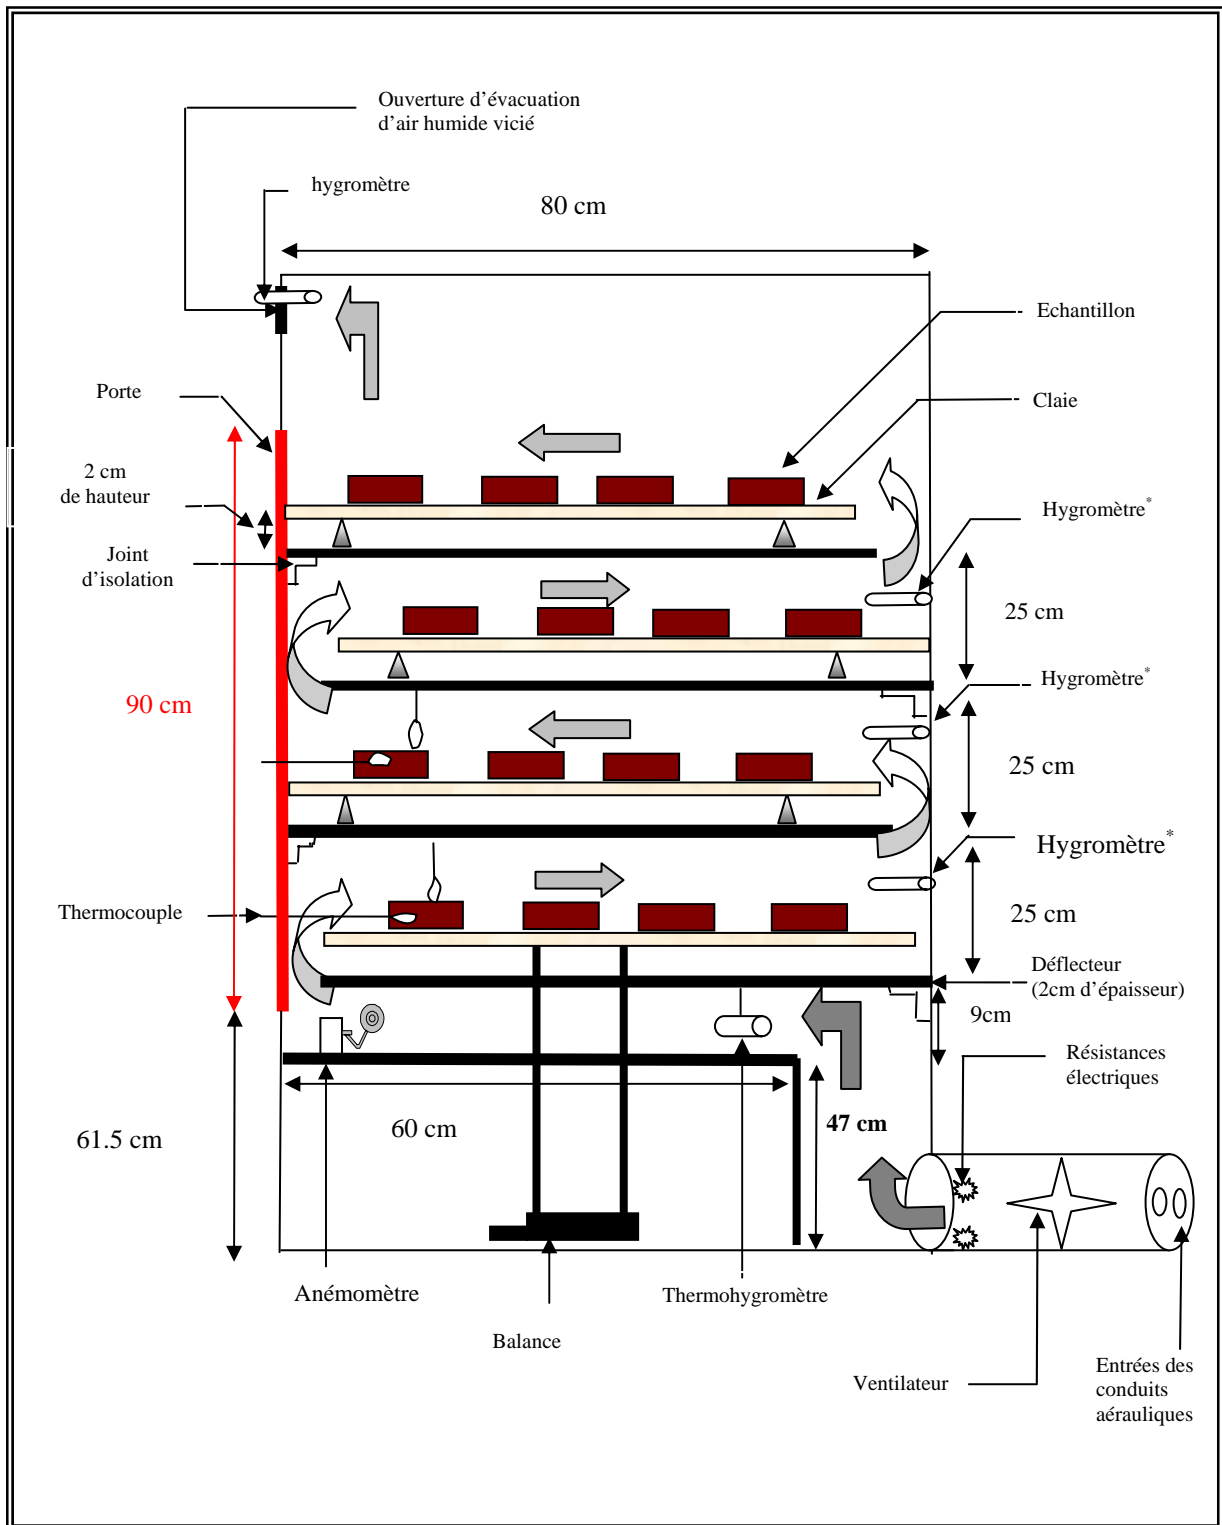 Ouverture d’évacuation
d’air humide vicié
hygromètre
80 cm
Echantillon
Porte
Claie
2 cm
de hauteur
Hygromètre*
Joint
d’isolation
25 cm
Hygromètre*
90 cm
25 cm
Hygromètre*
Thermocouple
25 cm
Déflecteur
(2cm d’épaisseur)
9cm
Résistances
électriques
60 cm
47 cm
61.5 cm
Anémomètre
Thermohygromètre
Balance
Ventilateur
Entrées des
conduits
aérauliques